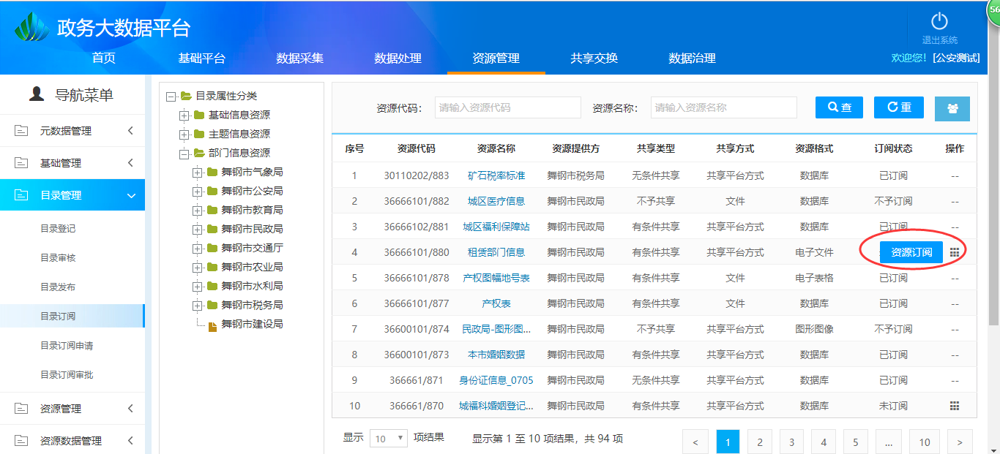 政务大数据平台
56
退出系统
首页 基础平台 数据采集 数据处理 资源管理 共享交换 数据治理 欢迎您! [公安测试]
导航菜单
元数据管理
基础管理
目录管理
目录登记
目录审核
目录发布
目录订阅
目录订阅申请
目录订阅审批
资源管理
资源数据管理
目录属性分类
基础信息资源
主题信息资源
部门信息资源
舞钢市气象局
舞钢市公安局
舞钢市教育局
舞钢市民政局
舞钢市交通厅
舞钢市农业局
舞钢市水利局
舞钢市税务局
舞钢市建设局
资源代码: 请输入资源代码 资源名称: 请输入资源名称 查 重
序号 资源代码 资源名称 资源提供方 共享类型 共享方式 资源格式 订阅状态 操作
1 30110202/883 矿石税率标准 舞钢市税务局 无条件共享 共享平台方式 数据库 已订阅 --
2 36666101/882 城区医疗信息 舞钢市民政局 不予共享 文件 数据库 不予订阅 --
3 36666102/881 城区福利保障站 舞钢市民政局 有条件共享 共享平台方式 数据库 已订阅 --
4 36666101/880 租赁部门信息 舞钢市民政局 有条件共享 共享平台方式 电子文件 资源订阅
5 36666101/878 产权图幅地号表 舞钢市民政局 有条件共享 文件 电子表格 已订阅 --
6 36666101/877 产权表 舞钢市民政局 有条件共享 文件 数据库 已订阅 --
7 36600101/874 民政局-图形图... 舞钢市民政局 不予共享 共享平台方式 图形图像 不予订阅 --
8 36600101/873 本市婚姻数据 舞钢市民政局 有条件共享 共享平台方式 数据库 已订阅 --
9 366661/871 身份证信息_0705 舞钢市民政局 无条件共享 共享平台方式 数据库 已订阅 --
10 366661/870 城福科婚姻登记... 舞钢市民政局 有条件共享 共享平台方式 数据库 未订阅
显示 10 项结果 显示第 1 至 10 项结果，共 94 项 < 1 2 3 4 5 ... 10 >